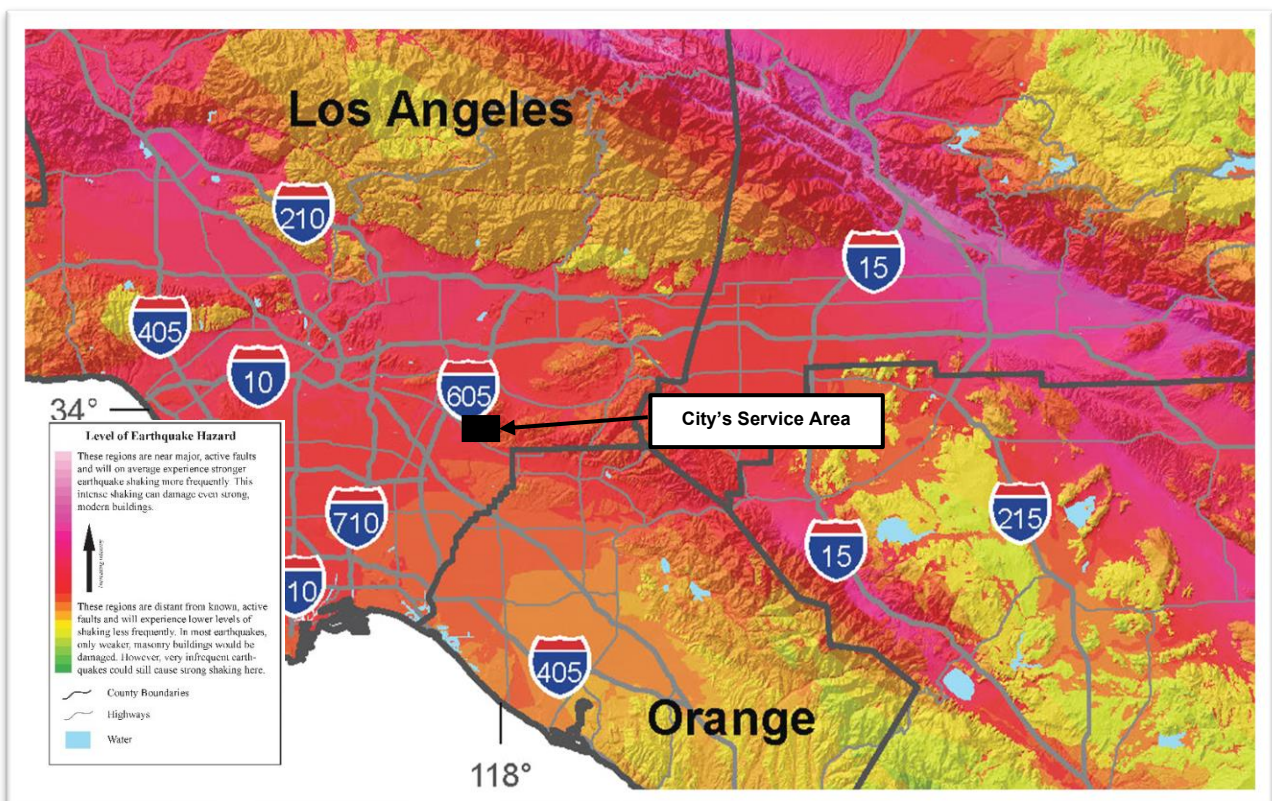 Los Angeles
210
15
405
10
605
34°
City's Service Area
Level of Earthquake Hazard
These regions are near major, active faults
and will on average experience stronger
earthquake shaking more frequently. This
intense shaking can damage even strong,
modern buildings.
These regions are distant from known, active
faults and will experience lower levels of
shaking less frequently. In most earthquakes,
only weaker, masonry buildings would be
damaged. However, very infrequent earth-
quakes could still cause strong shaking here.
County Boundaries
Highways
Water
710
215
15
10
405
Orange
118°